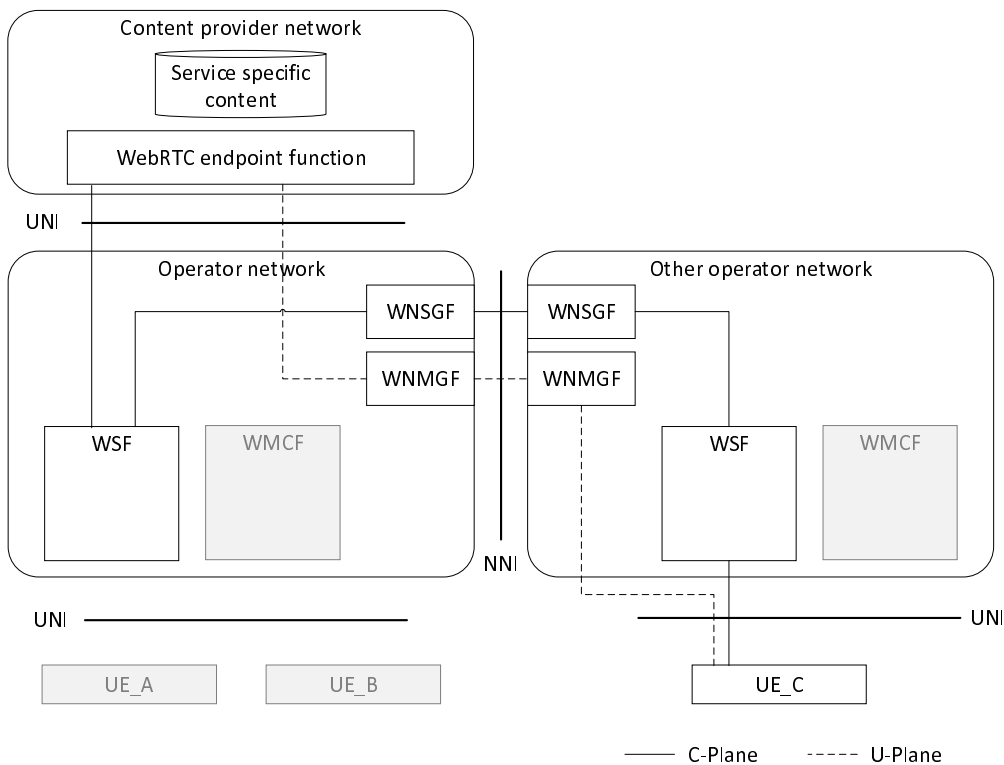 Content provider network
Service specific
content
WebRTC endpoint function
UNI
Operator network
Other operator network
WNSGF
WNSGF
WNMGF
WNMGF
WSF
WMCF
WSF
WMCF
NNI
UNI
UNI
UE_A
UE_B
UE_C
C-Plane
U-Plane